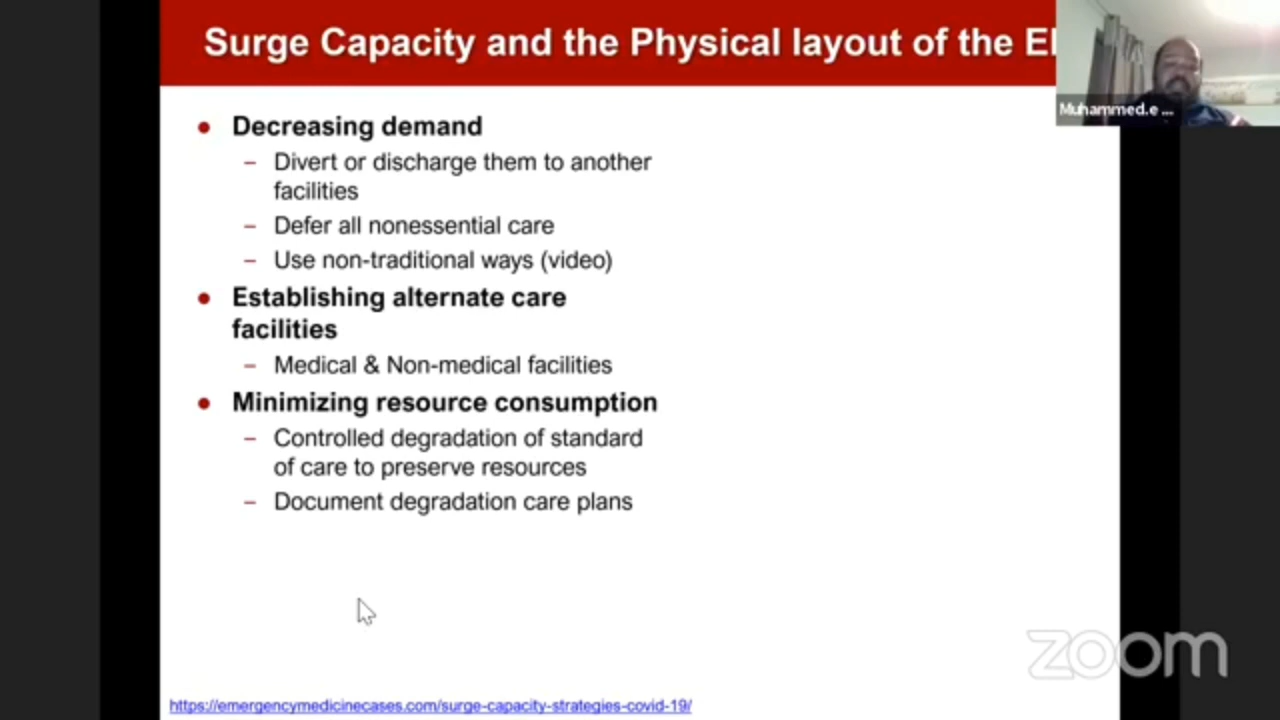 Surge Capacity and the Physical layout of the
Muhammed.e ...
● Decreasing demand
– Divert or discharge them to another
facilities
– Defer all nonessential care
– Use non-traditional ways (video)
● Establishing alternate care
facilities
– Medical & Non-medical facilities
● Minimizing resource consumption
– Controlled degradation of standard
of care to preserve resources
– Document degradation care plans
zoom
https://emergencymedicinecases.com/surge-capacity-strategies-covid-19/